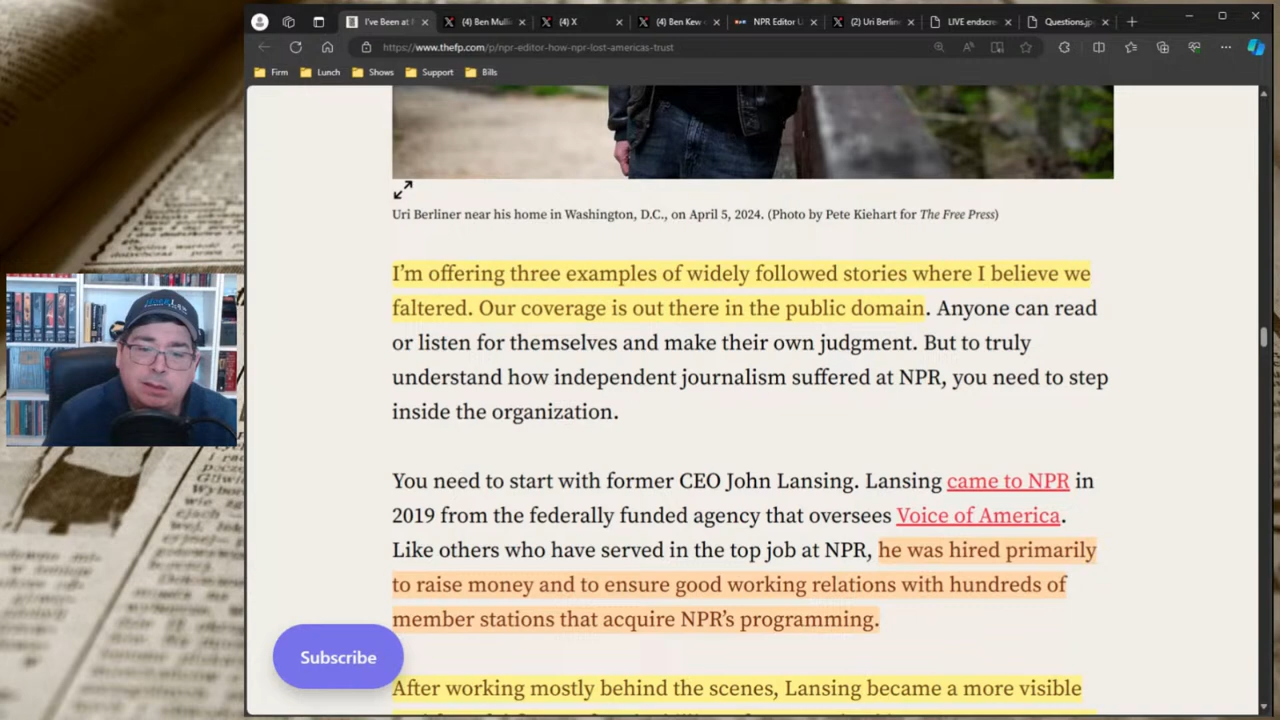 I've Been at N
(4) Ben Mulli
(4) X
(4) Ben Kew
NPR Editor U
(2) Uri Berline
LIVE endscre
Questions.jp
https://www.thefp.com/p/npr-editor-how-npr-lost-americas-trust
Firm
Lunch
Shows
Support
Bills
Uri Berliner near his home in Washington, D.C., on April 5, 2024. (Photo by Pete Kiehart for The Free Press)
I'm offering three examples of widely followed stories where I believe we
faltered. Our coverage is out there in the public domain. Anyone can read
or listen for themselves and make their own judgment. But to truly
understand how independent journalism suffered at NPR, you need to step
inside the organization.
You need to start with former CEO John Lansing. Lansing came to NPR in
2019 from the federally funded agency that oversees Voice of America.
Like others who have served in the top job at NPR, he was hired primarily
to raise money and to ensure good working relations with hundreds of
member stations that acquire NPR's programming.
Subscribe
After working mostly behind the scenes, Lansing became a more visible